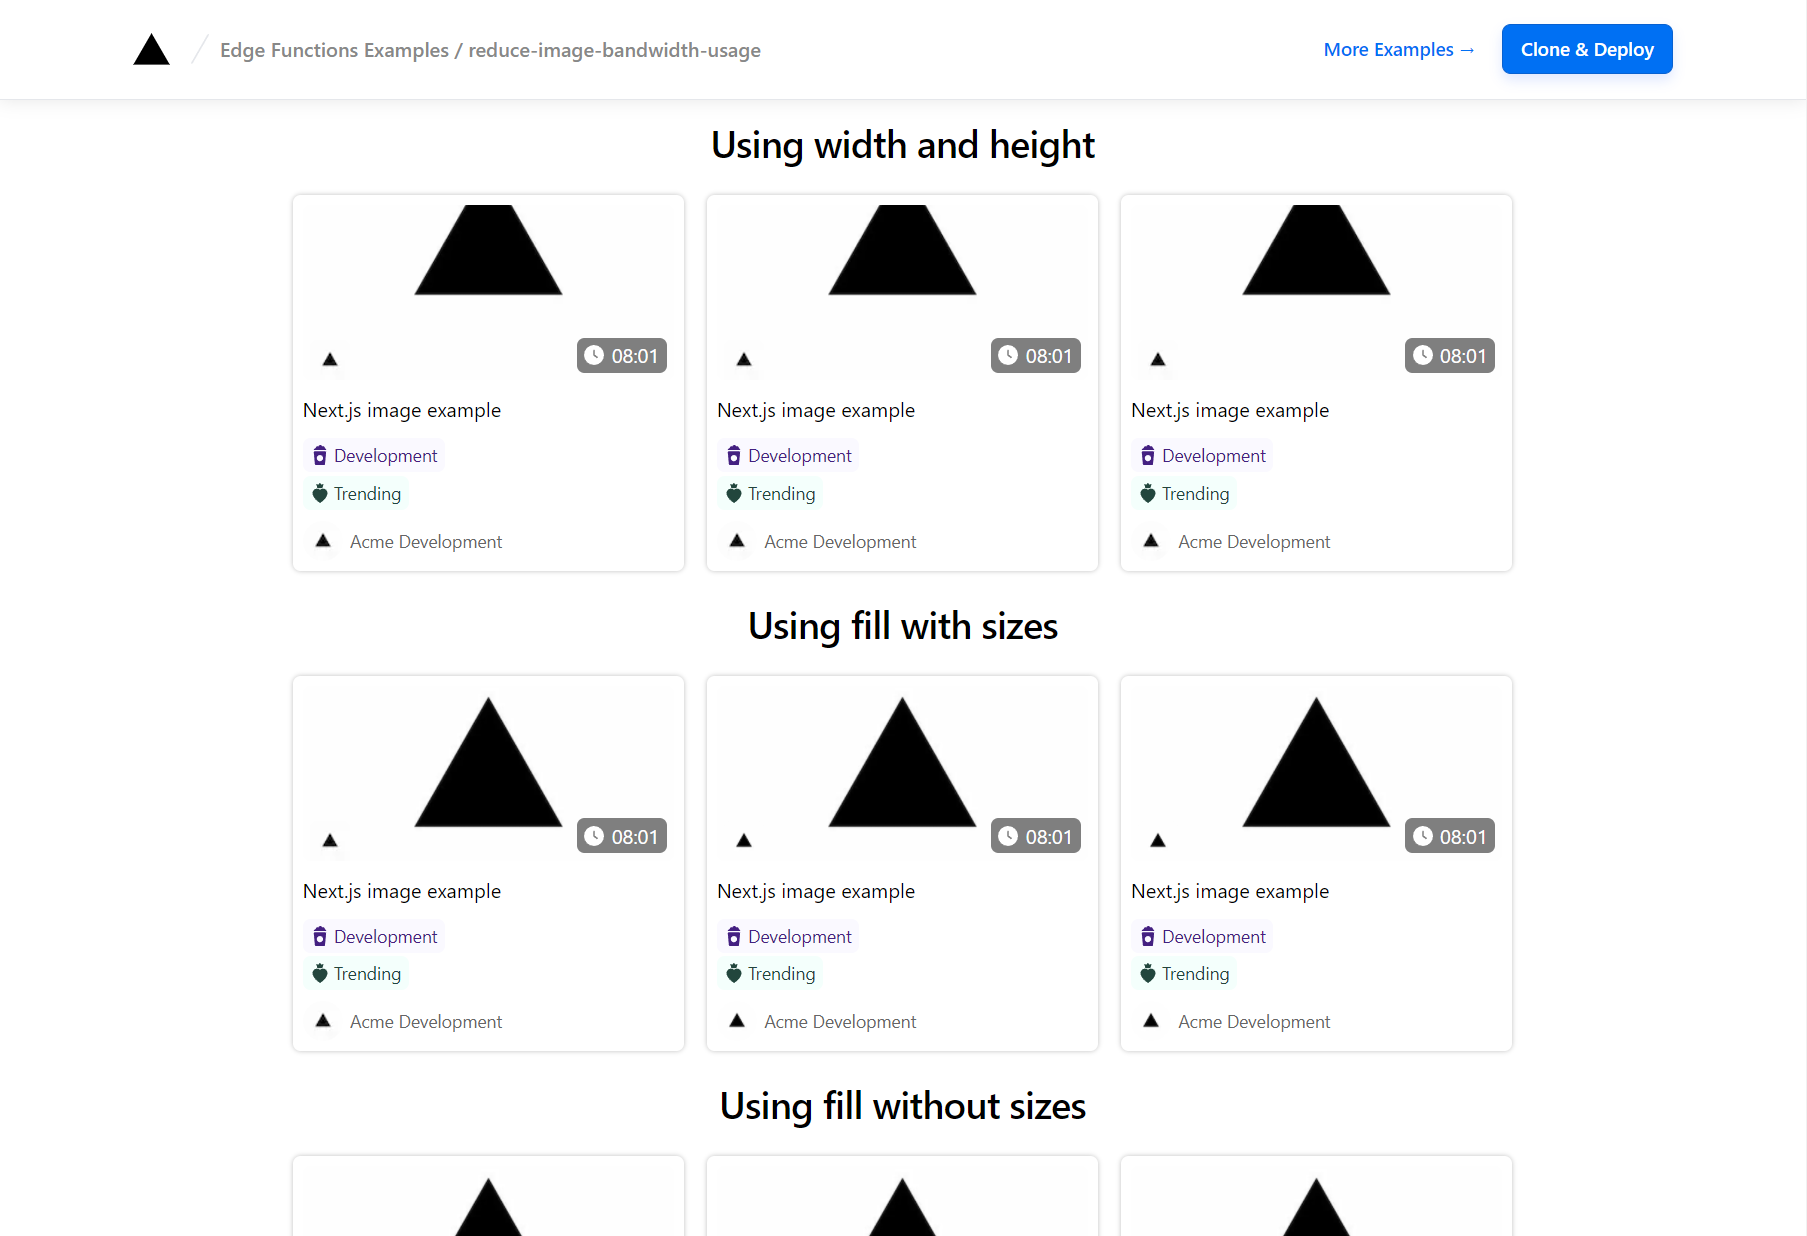 Edge Functions Examples / reduce-image-bandwidth-usage
More Examples →
Clone & Deploy
Using width and height
08:01
08:01
08:01
Next.js image example
Next.js image example
Next.js image example
Development
Development
Development
Trending
Trending
Trending
Acme Development
Acme Development
Acme Development
Using fill with sizes
08:01
08:01
08:01
Next.js image example
Next.js image example
Next.js image example
Development
Development
Development
Trending
Trending
Trending
Acme Development
Acme Development
Acme Development
Using fill without sizes